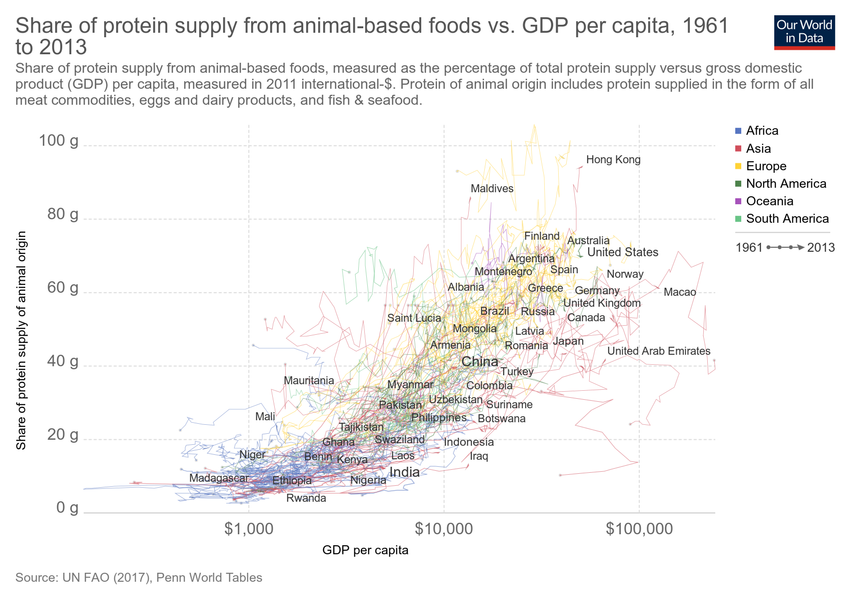 Share of protein supply from animal-based foods vs. GDP per capita, 1961
to 2013
Our World
in Data
Share of protein supply from animal-based foods, measured as the percentage of total protein supply versus gross domestic
product (GDP) per capita, measured in 2011 international-$. Protein of animal origin includes protein supplied in the form of all
meat commodities, eggs and dairy products, and fish & seafood.
Africa
Asia
Europe
North America
Oceania
South America
1961
2013
100 g
80 g
60 g
40 g
20 g
0 g
Share of protein supply of animal origin
Hong Kong
Maldives
Finland
Australia
United States
Argentina
Montenegro
Spain
Norway
Albania
Greece
Germany
Macao
United Kingdom
Saint Lucia
Brazil
Russia
Canada
Mongolia
Latvia
Armenia
Romania
Japan
United Arab Emirates
China
Turkey
Mauritania
Myanmar
Colombia
Pakistan
Uzbekistan
Suriname
Mali
Philippines
Botswana
Tajikistan
Ghana
Swaziland
Indonesia
Niger
Benin
Kenya
Laos
Iraq
India
Madagascar
Ethiopia
Nigeria
Rwanda
$1,000
$10,000
$100,000
GDP per capita
Source: UN FAO (2017), Penn World Tables